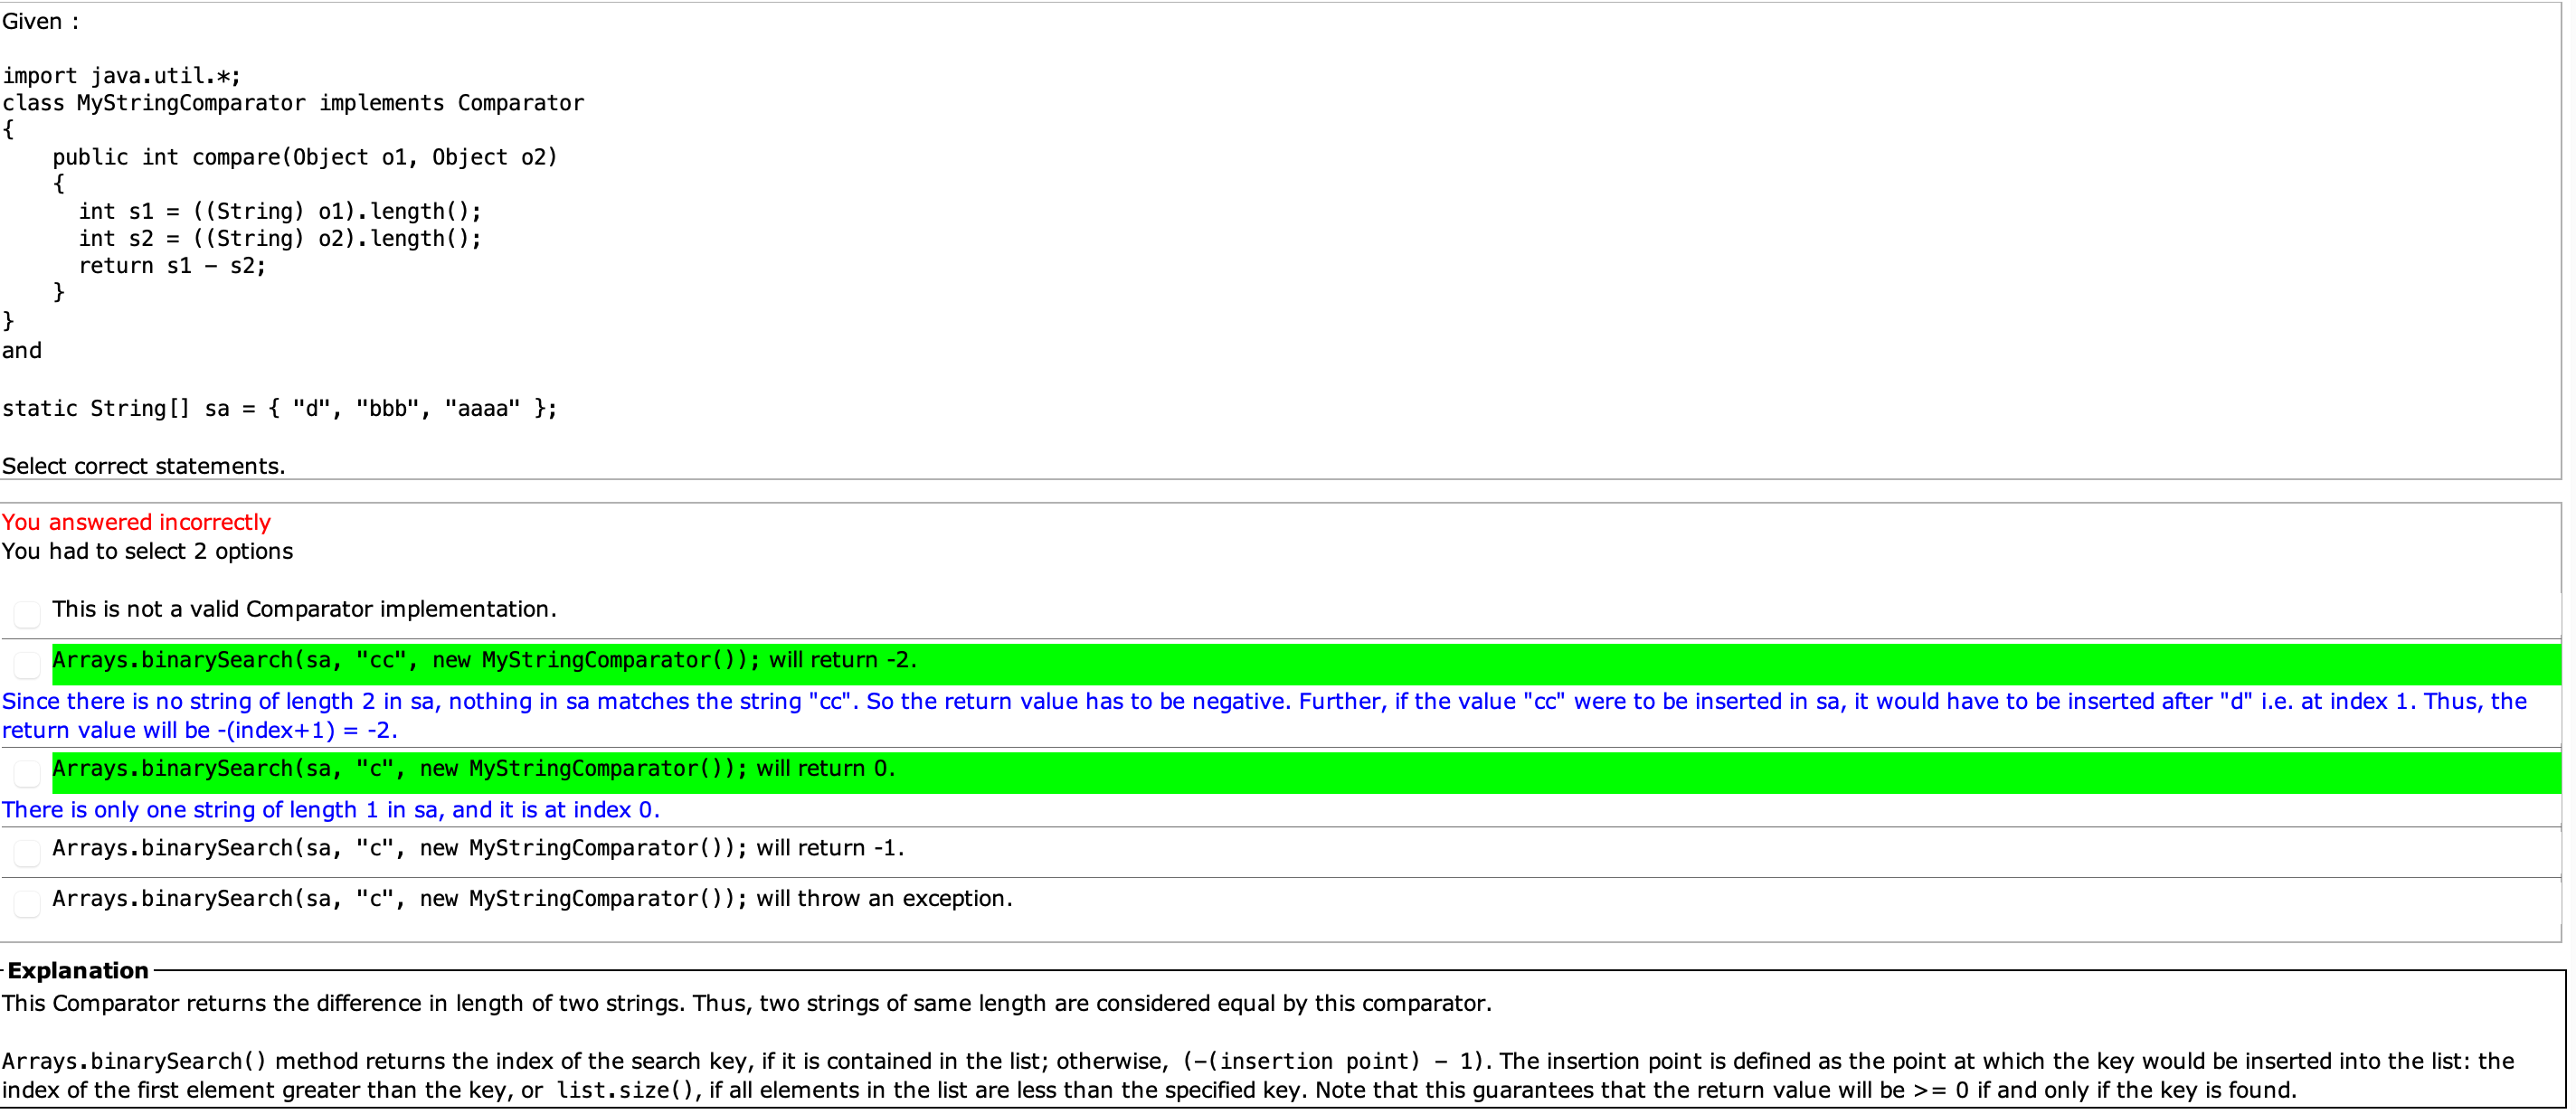 Given :
import java.util.*;
class MyStringComparator implements Comparator
{
    public int compare(Object o1, Object o2)
    {
      int s1 = ((String) o1).length();
      int s2 = ((String) o2).length();
      return s1 - s2;
    }
}
and
static String[] sa = { "d", "bbb", "aaaa" };
Select correct statements.
You answered incorrectly
You had to select 2 options
This is not a valid Comparator implementation.
Arrays.binarySearch(sa, "cc", new MyStringComparator()); will return -2.
Since there is no string of length 2 in sa, nothing in sa matches the string "cc". So the return value has to be negative. Further, if the value "cc" were to be inserted in sa, it would have to be inserted after "d" i.e. at index 1. Thus, the
return value will be -(index+1) = -2.
Arrays.binarySearch(sa, "c", new MyStringComparator()); will return 0.
There is only one string of length 1 in sa, and it is at index 0.
Arrays.binarySearch(sa, "c", new MyStringComparator()); will return -1.
Arrays.binarySearch(sa, "c", new MyStringComparator()); will throw an exception.
Explanation
This Comparator returns the difference in length of two strings. Thus, two strings of same length are considered equal by this comparator.
Arrays.binarySearch() method returns the index of the search key, if it is contained in the list; otherwise, (-(insertion point) - 1). The insertion point is defined as the point at which the key would be inserted into the list: the
index of the first element greater than the key, or list.size(), if all elements in the list are less than the specified key. Note that this guarantees that the return value will be >= 0 if and only if the key is found.